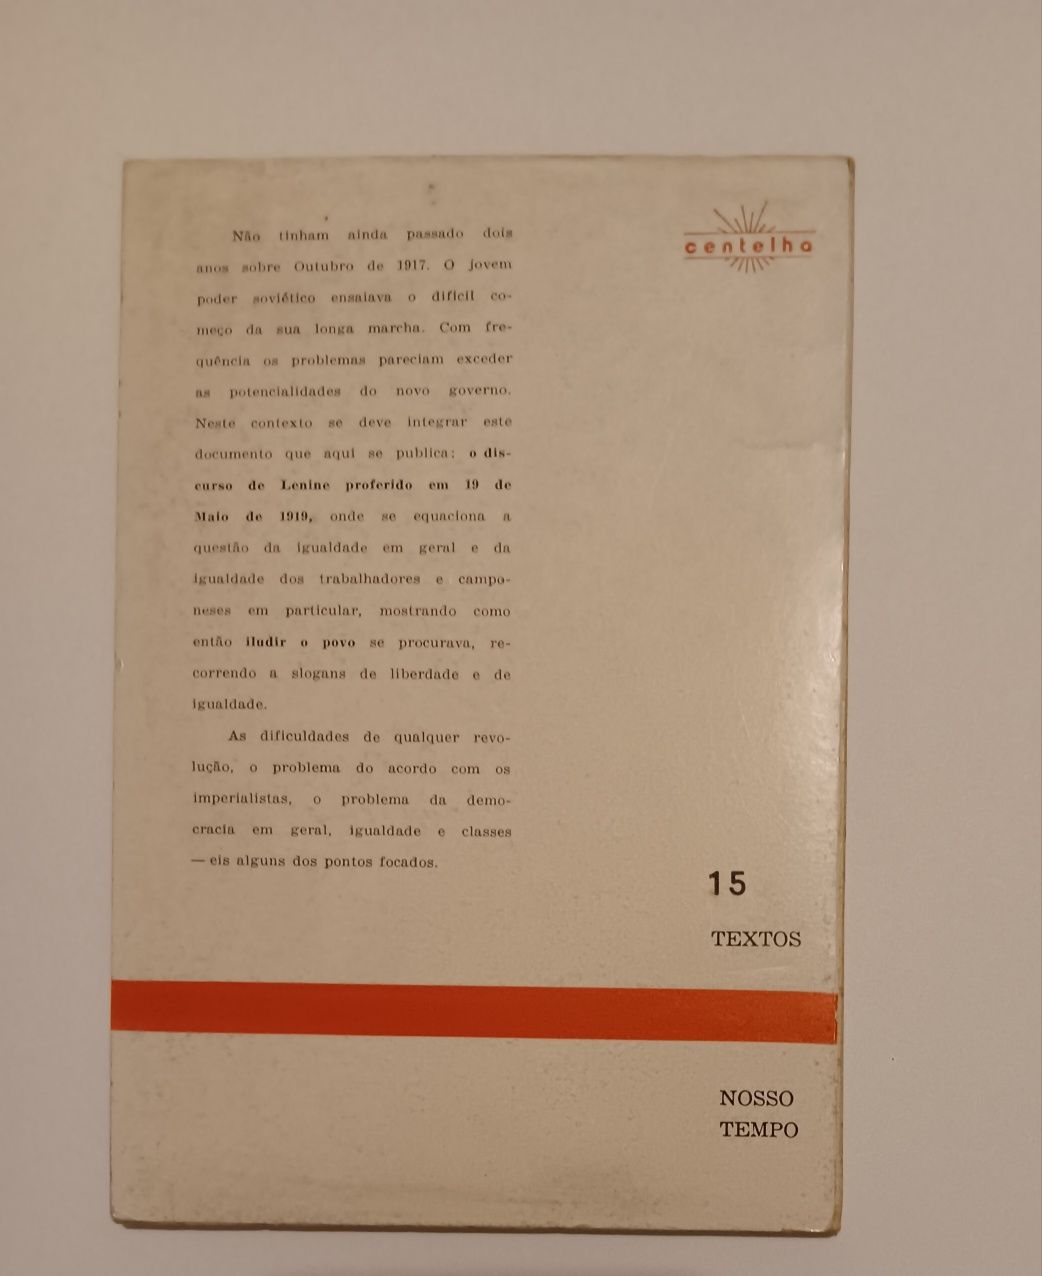 centelha
Não tinham ainda passado dois
anos sobre Outubro de 1917. O jovem
poder soviético ensaiava o difícil co-
meço da sua longa marcha. Com fre-
quência os problemas pareciam exceder
as potencialidades do novo governo.
Neste contexto se deve integrar este
documento que aqui se publica: o dis-
curso de Lenine proferido em 19 de
Maio de 1919, onde se equaciona a
questão da igualdade em geral e da
igualdade dos trabalhadores e campo-
neses em particular, mostrando como
então iludir o povo se procurava, re-
correndo a slogans de liberdade e de
igualdade.
As dificuldades de qualquer revo-
lução, o problema do acordo com os
imperialistas, o problema da demo-
cracia em geral, igualdade e classes
— eis alguns dos pontos focados.
15
TEXTOS
NOSSO
TEMPO